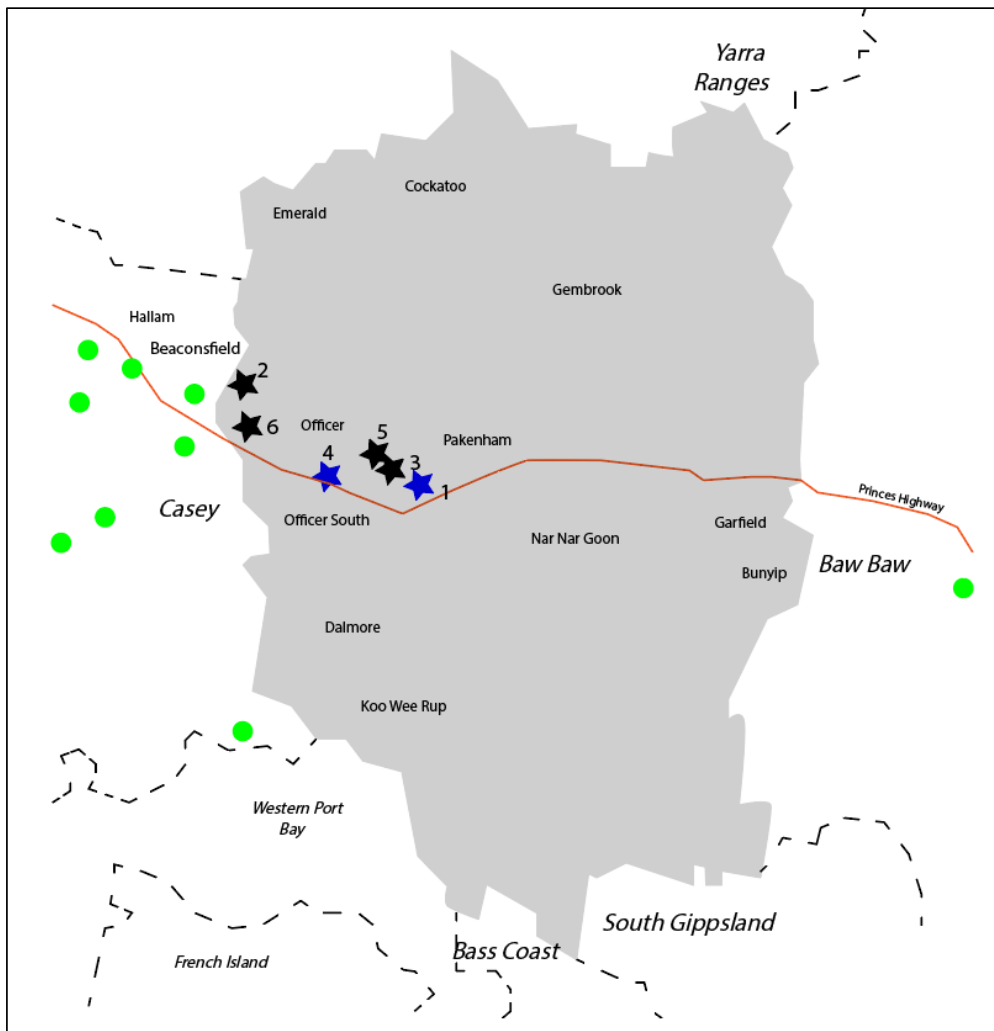 Yarra
Ranges
Cockatoo
Emerald
Gembrook
Hallam
Beaconsfield
2
6
Officer
5
Pakenham
4
3
1
Princes Highway
Casey
Officer South
Garfield
Nar Nar Goon
Baw Baw
Bunyip
Dalmore
Koo Wee Rup
Western Port
Bay
South Gippsland
Bass Coast
French Island